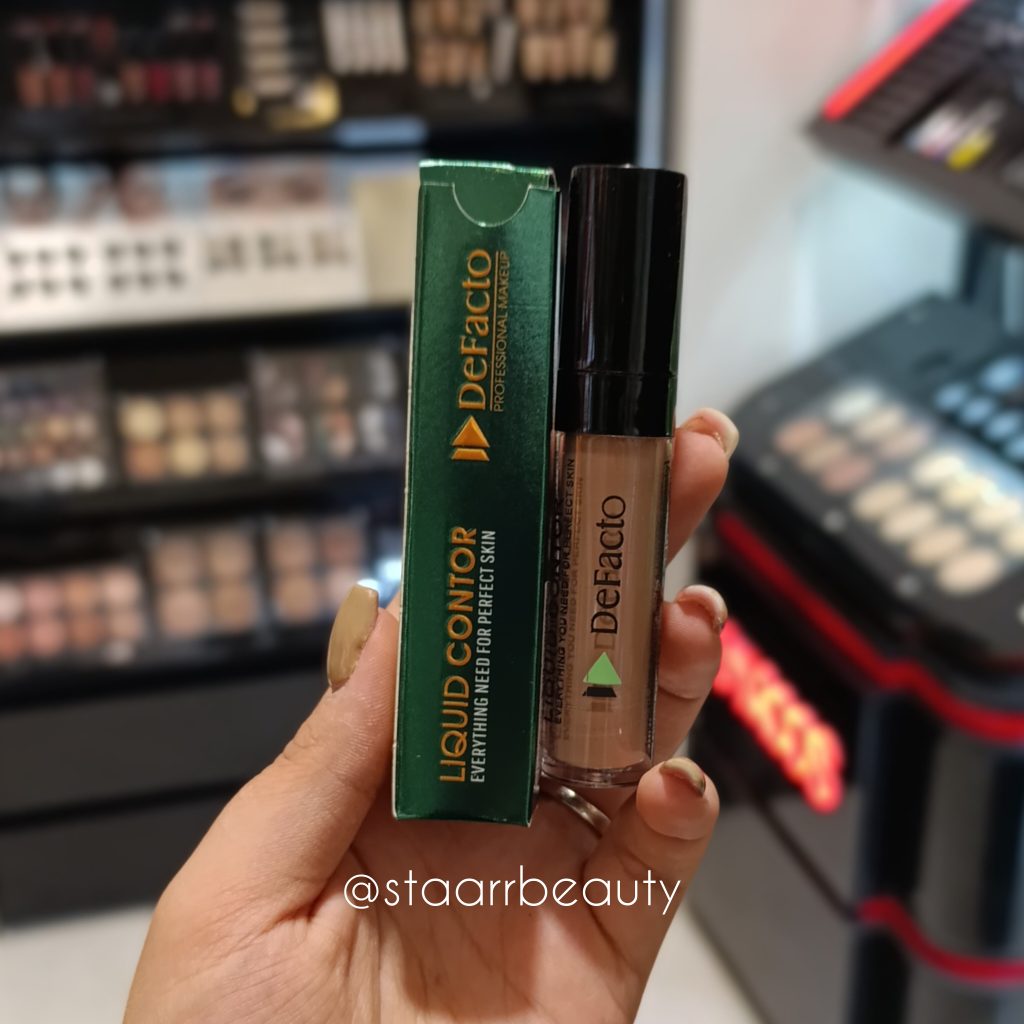 DeFacto
PROFESSIONAL MAKEUP
LIQUID CONTOR
EVERYTHING NEED FOR PERFECT SKIN
DeFacto
@staarrbeauty